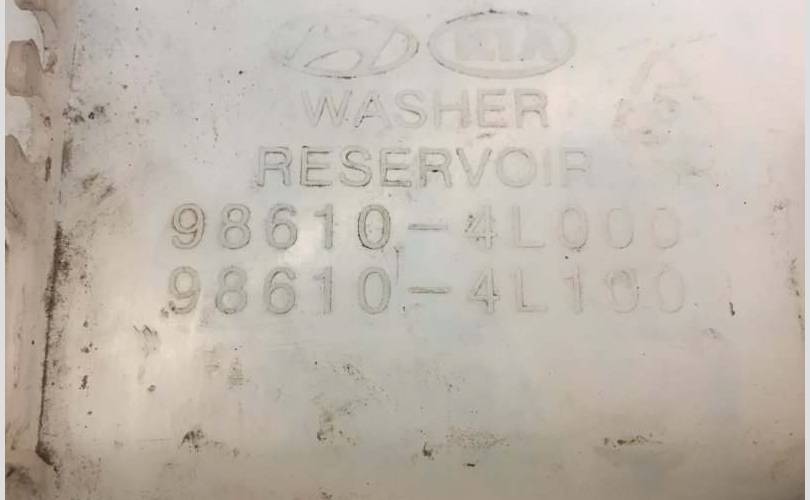 KIA
WASHER
RESERVOIR
98610-4L000
98610-4L100